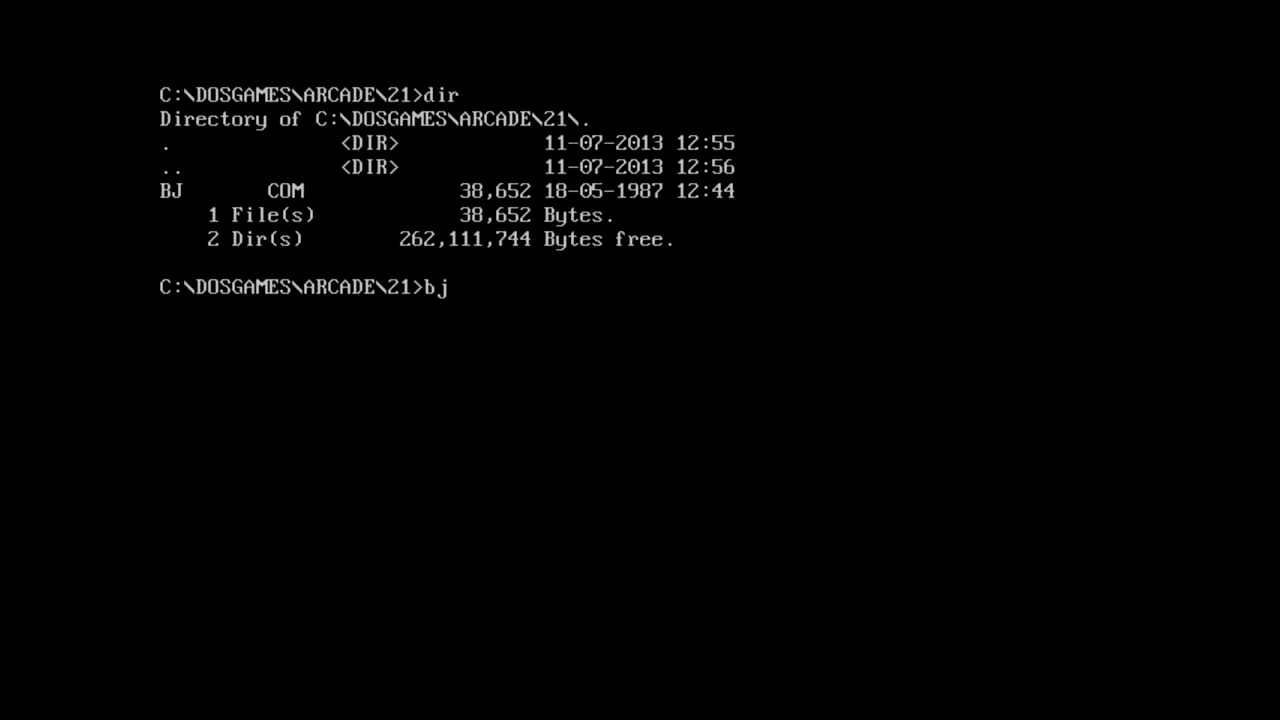 C:\DOSGAMES\ARCADE\21>dir
Directory of C:\DOSGAMES\ARCADE\21\.
.              <DIR>            11-07-2013 12:55
..             <DIR>            11-07-2013 12:56
BJ       COM             38,652 18-05-1987 12:44
    1 File(s)            38,652 Bytes.
    2 Dir(s)        262,111,744 Bytes free.
C:\DOSGAMES\ARCADE\21>bj